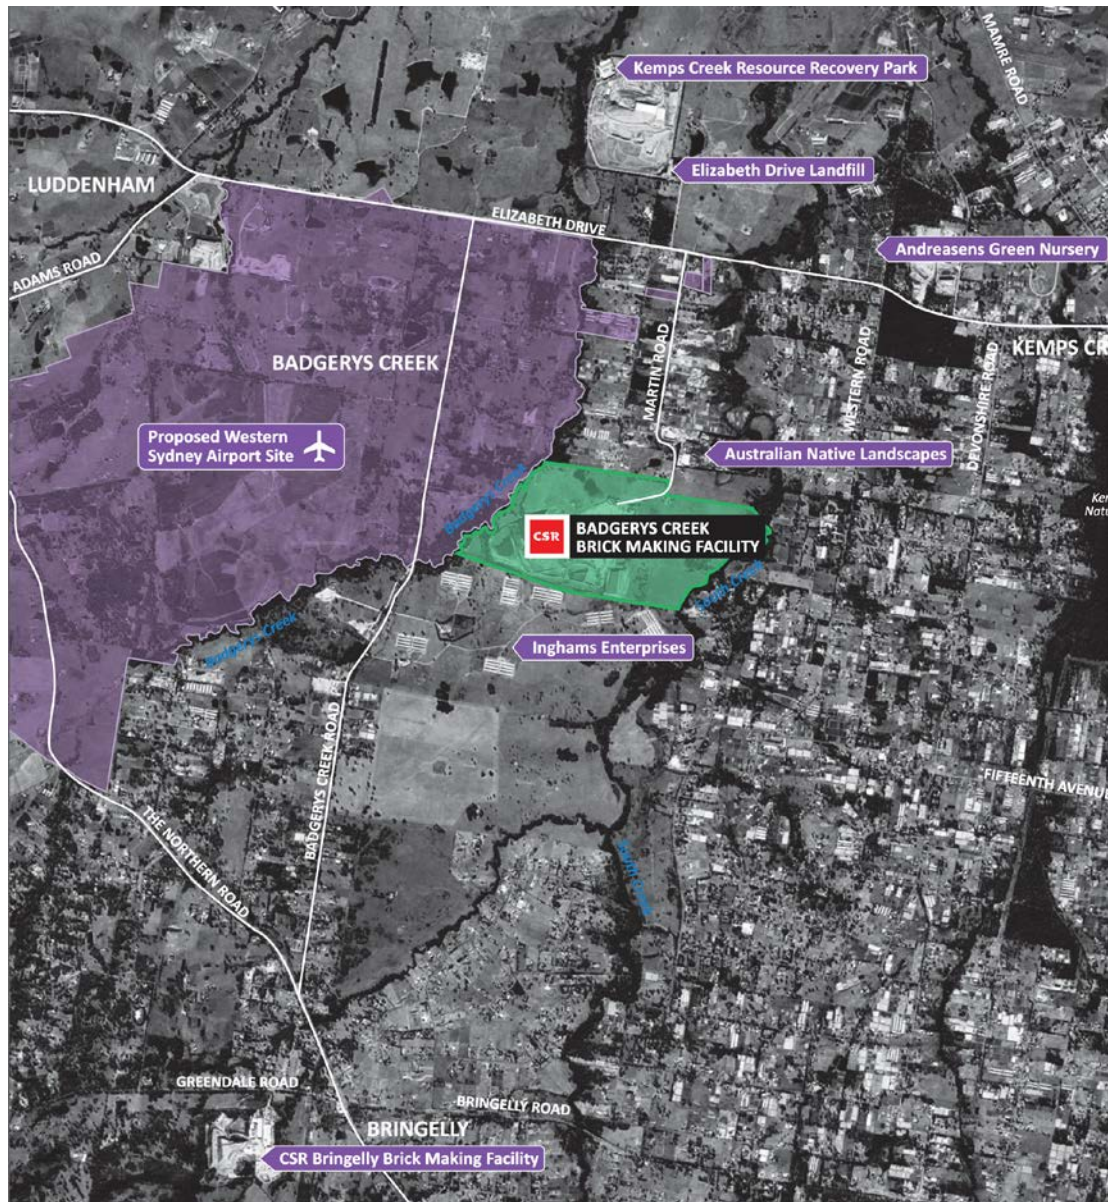 MAMRE ROAD
Kemps Creek Resource Recovery Park
Elizabeth Drive Landfill
LUDDENHAM
ELIZABETH DRIVE
Andreasens Green Nursery
ADAMS ROAD
KEMPS CR
BADGERYS CREEK
MARTIN ROAD
WESTERN ROAD
DEVONSHIRE ROAD
Proposed Western
Sydney Airport Site
Australian Native Landscapes
Badgerys Creek
Ker
Natu
CSR
BADGERYS CREEK
BRICK MAKING FACILITY
South Creek
Badgerys Creek
Inghams Enterprises
BADGERYS CREEK ROAD
FIFTEENTH AVENUE
THE NORTHERN ROAD
South Creek
GREENDALE ROAD
BRINGELLY ROAD
BRINGELLY
CSR Bringelly Brick Making Facility